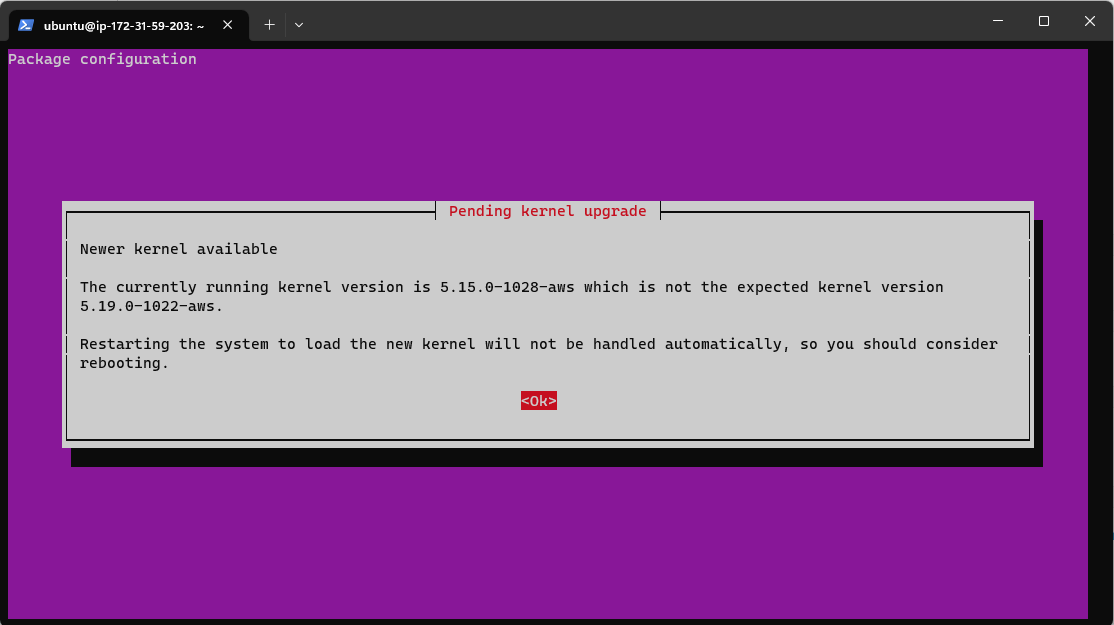 ubuntu@ip-172-31-59-203: ~
Package configuration
Pending kernel upgrade
Newer kernel available
The currently running kernel version is 5.15.0-1028-aws which is not the expected kernel version
5.19.0-1022-aws.
Restarting the system to load the new kernel will not be handled automatically, so you should consider
rebooting.
<Ok>